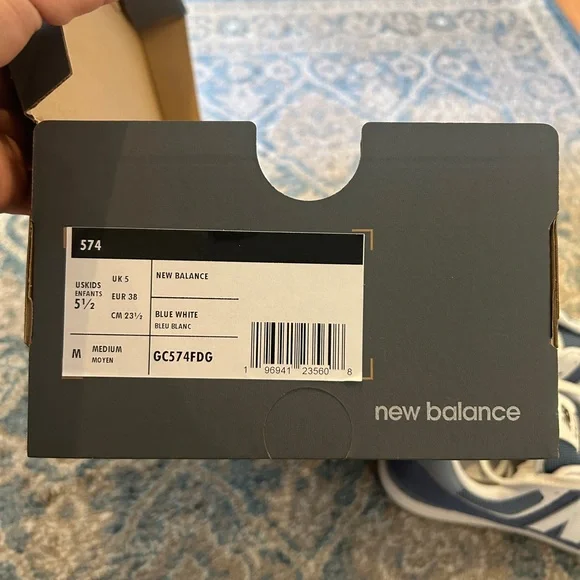 574
USKIDS
ENFANTS
5½
UK 5
EUR 38
CM 23½
NEW BALANCE
BLUE WHITE
BLEU BLANC
M
MEDIUM
MOYEN
GC574FDG
1 96941 23560 8
new balance